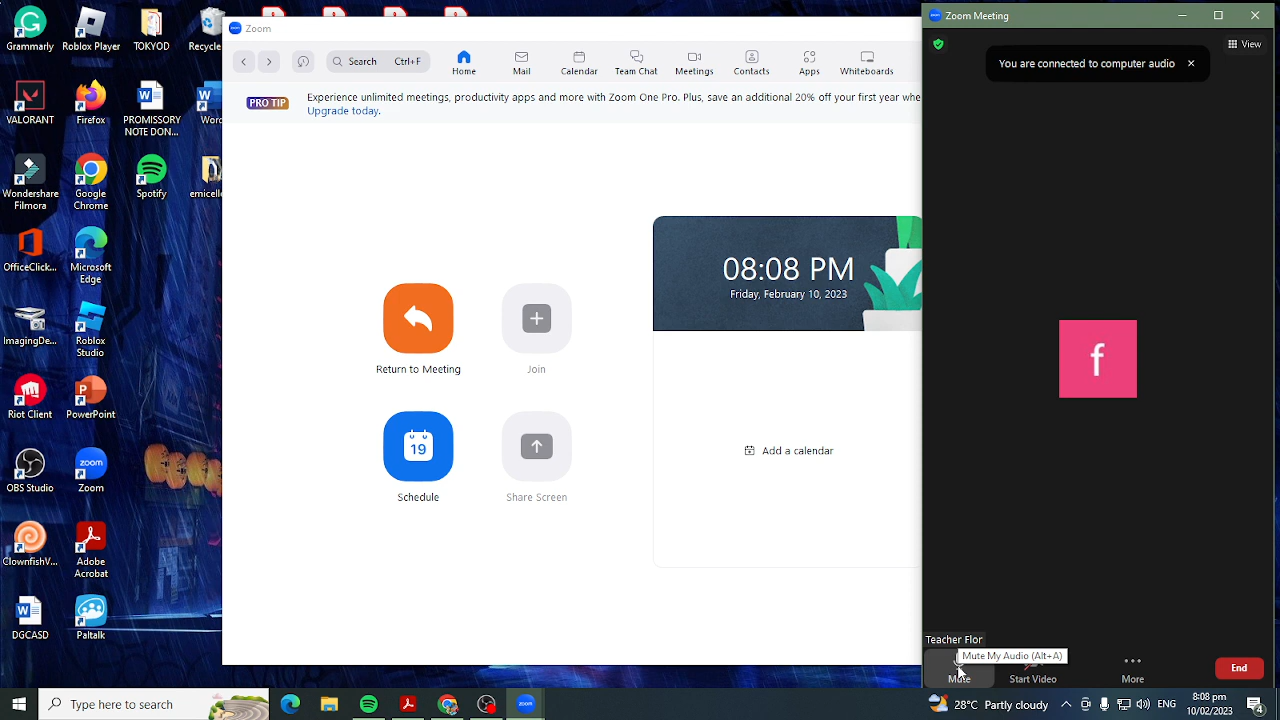 Grammarly
Roblox Player
TOKYOD
Recycle
VALORANT
Firefox
PROMISSORY
NOTE DON...
Word
Wondershare
Filmora
Google
Chrome
Spotify
emicelle
OfficeClick...
Microsoft
Edge
ImagingDe...
Roblox
Studio
Riot Client
PowerPoint
OBS Studio
zoom
Zoom
ClownfishV...
Adobe
Acrobat
DGCASD
Paltalk
Zoom
Search Ctrl+F
Home
Mail
Calendar
Team Chat
Meetings
Contacts
Apps
Whiteboards
PRO TIP
Experience unlimited meetings, productivity apps and more with Zoom One Pro. Plus, save an additional 20% off your first year whe
Upgrade today.
Return to Meeting
Join
19
Schedule
Share Screen
08:08 PM
Friday, February 10, 2023
Add a calendar
Zoom Meeting
View
You are connected to computer audio
f
Teacher Flor
Mute My Audio (Alt+A)
Mute
Start Video
More
End
Type here to search
zoom
28°C Partly cloudy
ENG
8:08 pm
10/02/2023
4